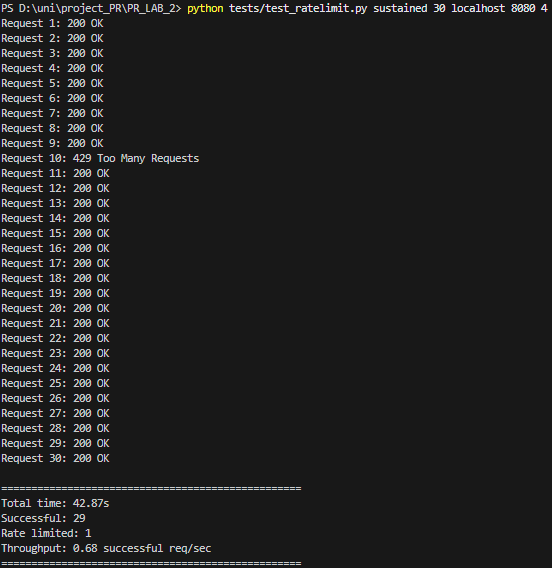 PS D:\uni\project_PR\PR_LAB_2> python tests/test_ratelimit.py sustained 30 localhost 8080 4
Request 1: 200 OK
Request 2: 200 OK
Request 3: 200 OK
Request 4: 200 OK
Request 5: 200 OK
Request 6: 200 OK
Request 7: 200 OK
Request 8: 200 OK
Request 9: 200 OK
Request 10: 429 Too Many Requests
Request 11: 200 OK
Request 12: 200 OK
Request 13: 200 OK
Request 14: 200 OK
Request 15: 200 OK
Request 16: 200 OK
Request 17: 200 OK
Request 18: 200 OK
Request 19: 200 OK
Request 20: 200 OK
Request 21: 200 OK
Request 22: 200 OK
Request 23: 200 OK
Request 24: 200 OK
Request 25: 200 OK
Request 26: 200 OK
Request 27: 200 OK
Request 28: 200 OK
Request 29: 200 OK
Request 30: 200 OK
==================================================
Total time: 42.87s
Successful: 29
Rate limited: 1
Throughput: 0.68 successful req/sec
==================================================